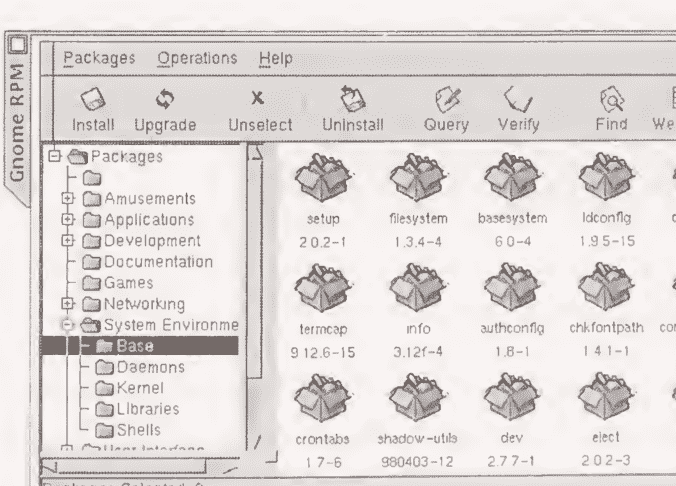 Gnome RPM
Packages Operations Help
Install Upgrade Unselect Uninstall Query Verify Find We
Packages
Amusements
Applications
Development
Documentation
Games
Networking
System Environme
Base
Daemons
Kernel
Libraries
Shells
User Interface
setup filesystem basesystem ldconfig
2.0.2-1 1.3.4-4 6.0-4 1.9.5-15
termcap info authconfig chkfontpath
9.12.6-15 3.12f-4 1.8-1 1.4.1-1
crontabs shadow-utils dev eject
1.7-6 980403-12 2.7.7-1 2.0.2-3